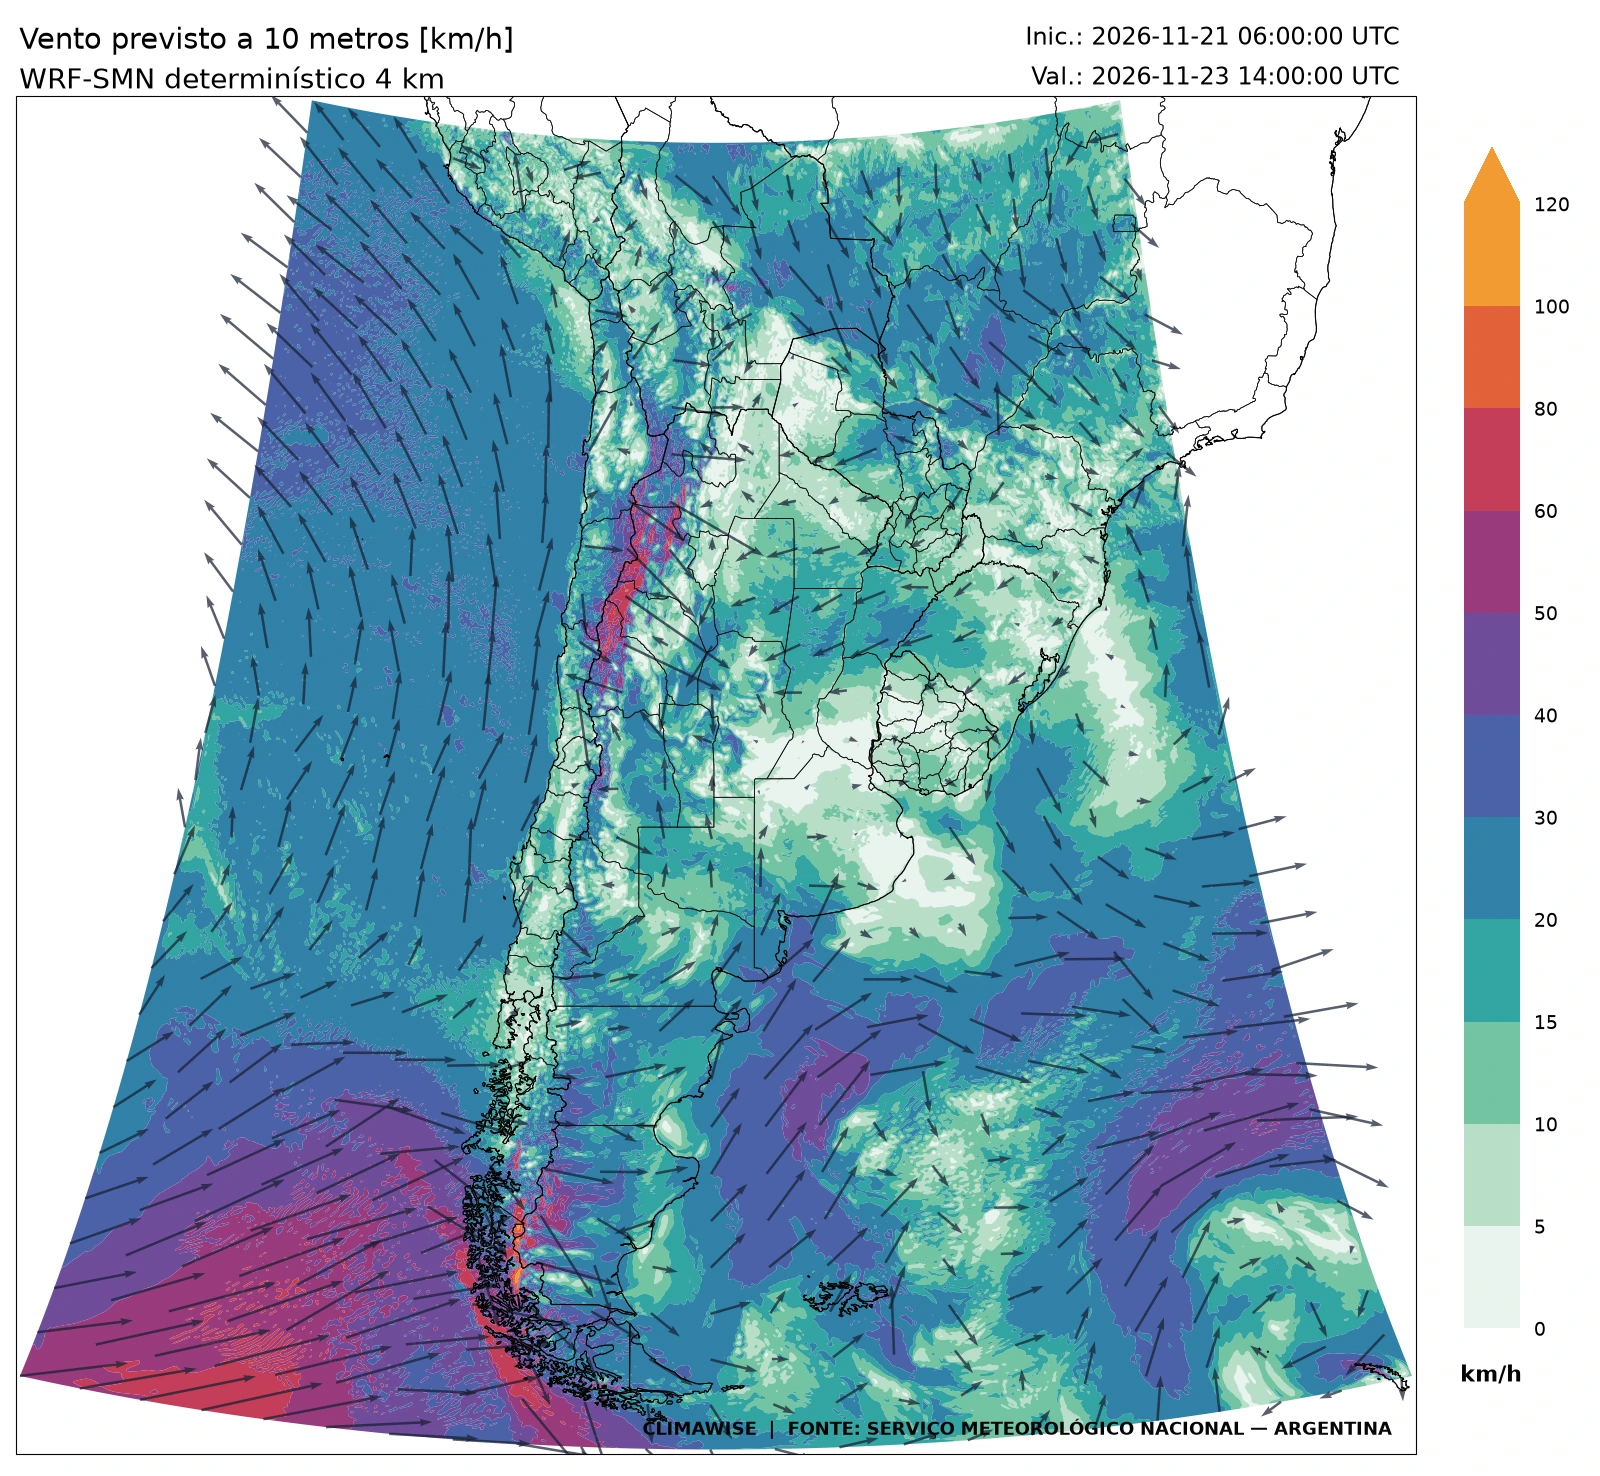 Vento previsto a 10 metros [km/h]
WRF-SMN determinístico 4 km
Inic.: 2026-11-21 06:00:00 UTC
Val.: 2026-11-23 14:00:00 UTC
120
100
80
60
50
40
30
20
15
10
5
0
km/h
CLIMAWISE | FONTE: SERVIÇO METEOROLÓGICO NACIONAL — ARGENTINA